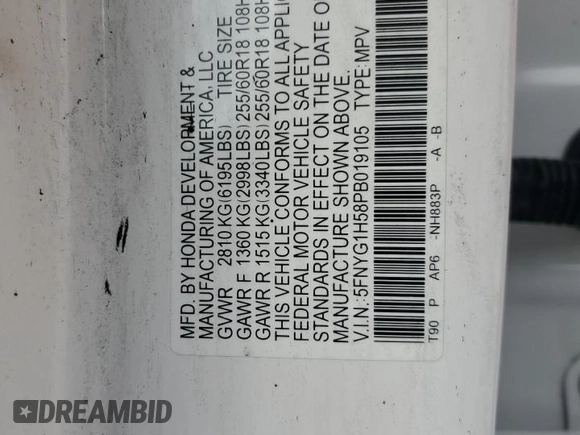 MFD. BY HONDA DEVELOPMENT &
MANUFACTURING OF AMERICA, LLC
GVWR 2810 KG(6195LBS) TIRE SIZE
GAWR F 1360 KG(2998LBS) 255/60R18 108H
GAWR R 1515 KG(3340LBS) 255/60R18 108H
THIS VEHICLE CONFORMS TO ALL APPLIC
FEDERAL MOTOR VEHICLE SAFETY
STANDARDS IN EFFECT ON THE DATE OF
MANUFACTURE SHOWN ABOVE.
V.I.N.:5FNYG1H58PB019105 TYPE:MPV
T90 P AP6 -NH883P -A -B
DREAMBID